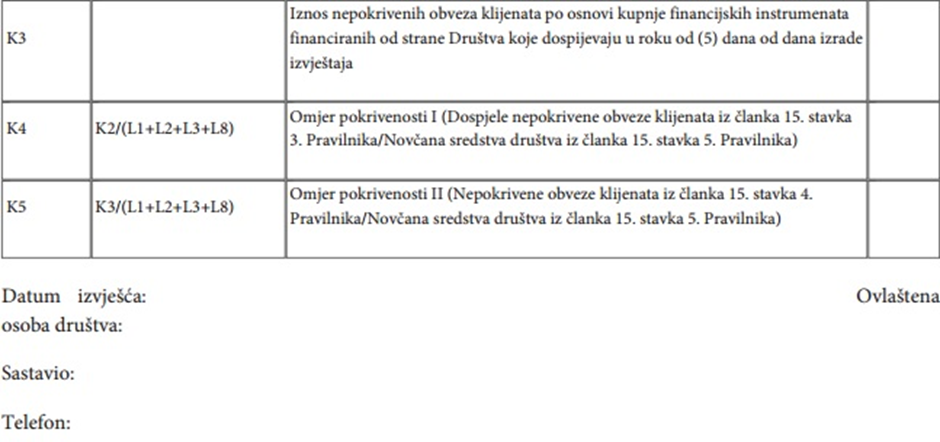 Iznos nepokrivenih obveza klijenata po osnovi kupnje financijskih instrumenata
K3 financiranih od strane Društva koje dospijevaju u roku od (5) dana od dana izrade
izvještaja
Omjer pokrivenosti I (Dospjele nepokrivene obveze klijenata iz članka 15. stavka
K4 K2/(L1+L2+L3+L8)
3. Pravilnika/Novčana sredstva društva iz članka 15. stavka 5. Pravilnika)
Omjer pokrivenosti II (Nepokrivene obveze klijenata iz članka 15. stavka 4.
K5 K3/(L1+L2+L3+L8)
Pravilnika/Novčana sredstva društva iz članka 15. stavka 5. Pravilnika)
Datum izvješća: Ovlaštena
osoba društva:
Sastavio:
Telefon: